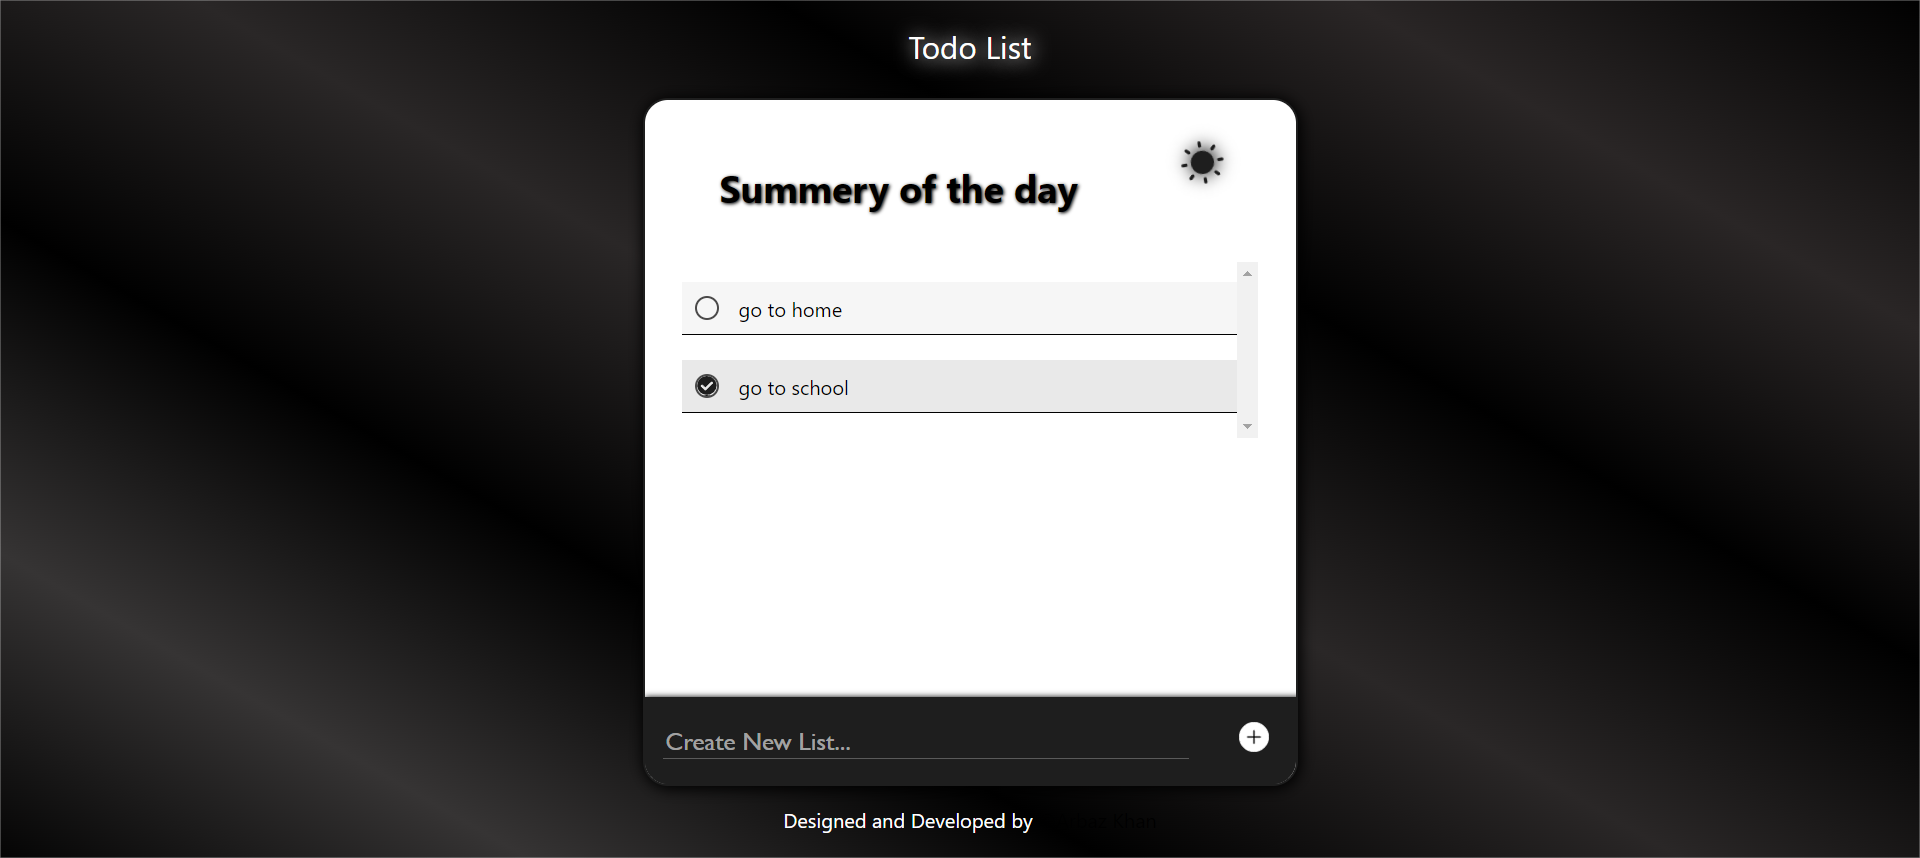 Todo List
Summery of the day
go to home
go to school
Create New List...
Designed and Developed by Khan